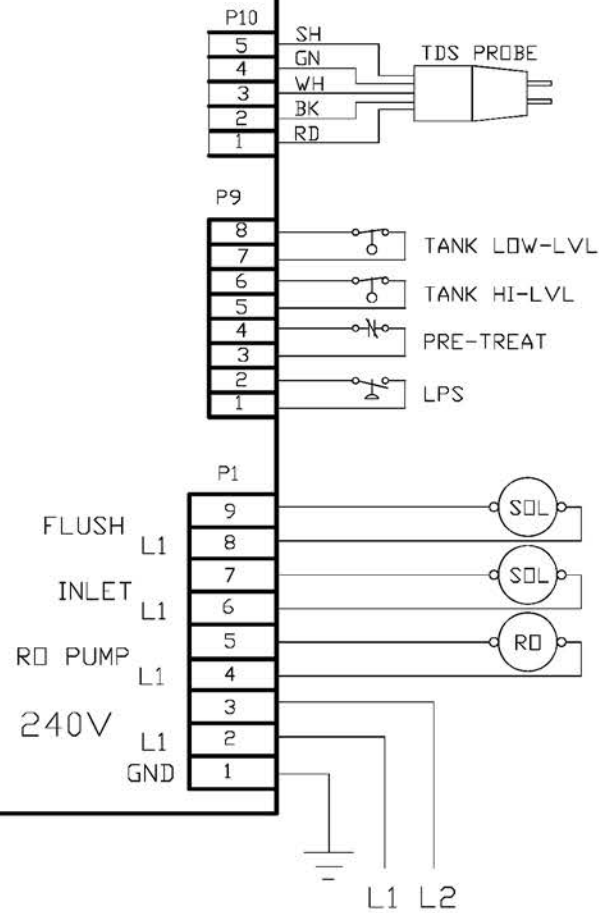 P10
5 SH
4 GN
3 WH
2 BK
1 RD
TDS PROBE
P9
8
7
TANK LOW-LVL
6
5
TANK HI-LVL
4
3
PRE-TREAT
2
1
LPS
P1
9 SOL
FLUSH
L1 8
7 SOL
INLET
L1 6
5 RO
RO PUMP
L1 4
3
240V
L1 2
GND 1
L1 L2